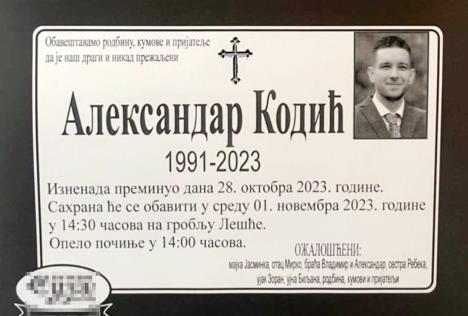 Обавештавамо родбину, кумове и пријатеље
да је наш драги и никад прежаљени
Александар Кодић
1991-2023
Изненада преминуо дана 28. октобра 2023. године.
Сахрана ће се обавити у среду 01. новембра 2023. године
у 14:30 часова на гробљу Лешће.
Опело почиње у 14:00 часова.
ОЖАЛОШЋЕНИ:
мајка Јасминка, отац Мирко, браћа Владимир и Александар, сестра Ребека,
ујак Зоран, ујна Биљана, родбина, кумови и пријатељи